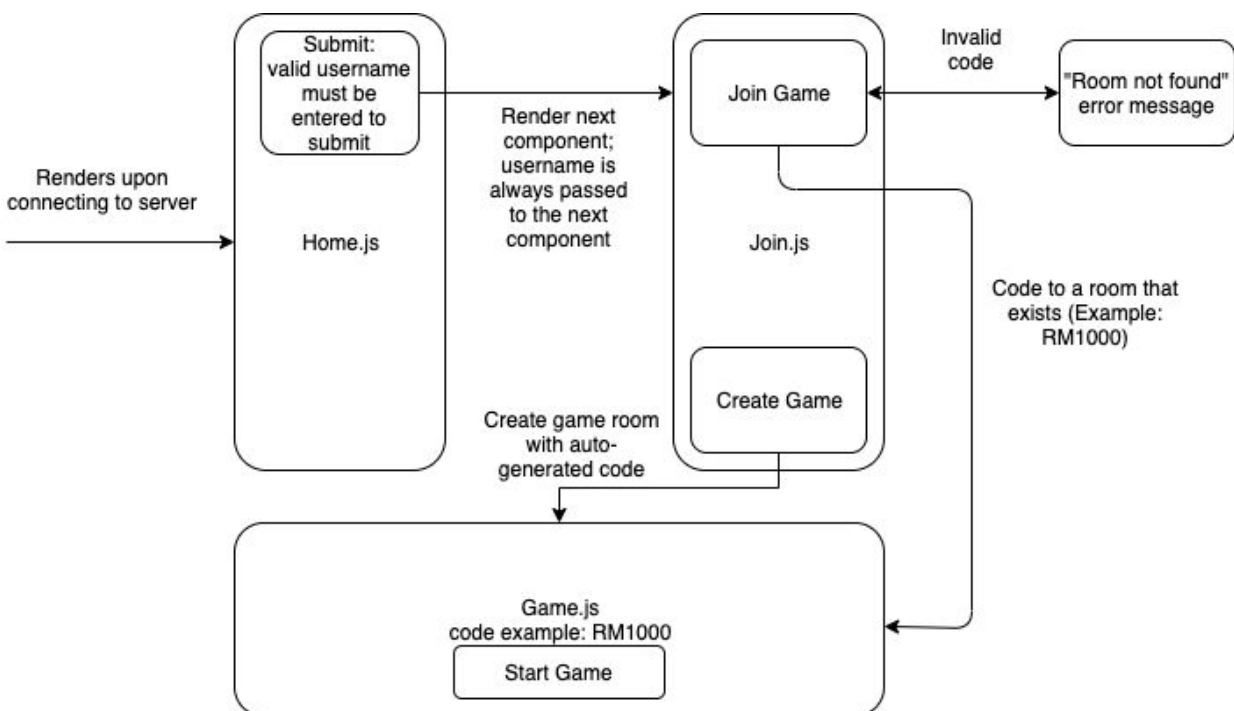 Submit:
valid username
must be
entered to
submit
Renders upon
connecting to server
Home.js
Render next
component;
username is
always passed
to the next
component
Join Game
Join.js
Create Game
Invalid
code
"Room not found"
error message
Code to a room that
exists (Example:
RM1000)
Create game room
with auto-
generated code
Game.js
code example: RM1000
Start Game